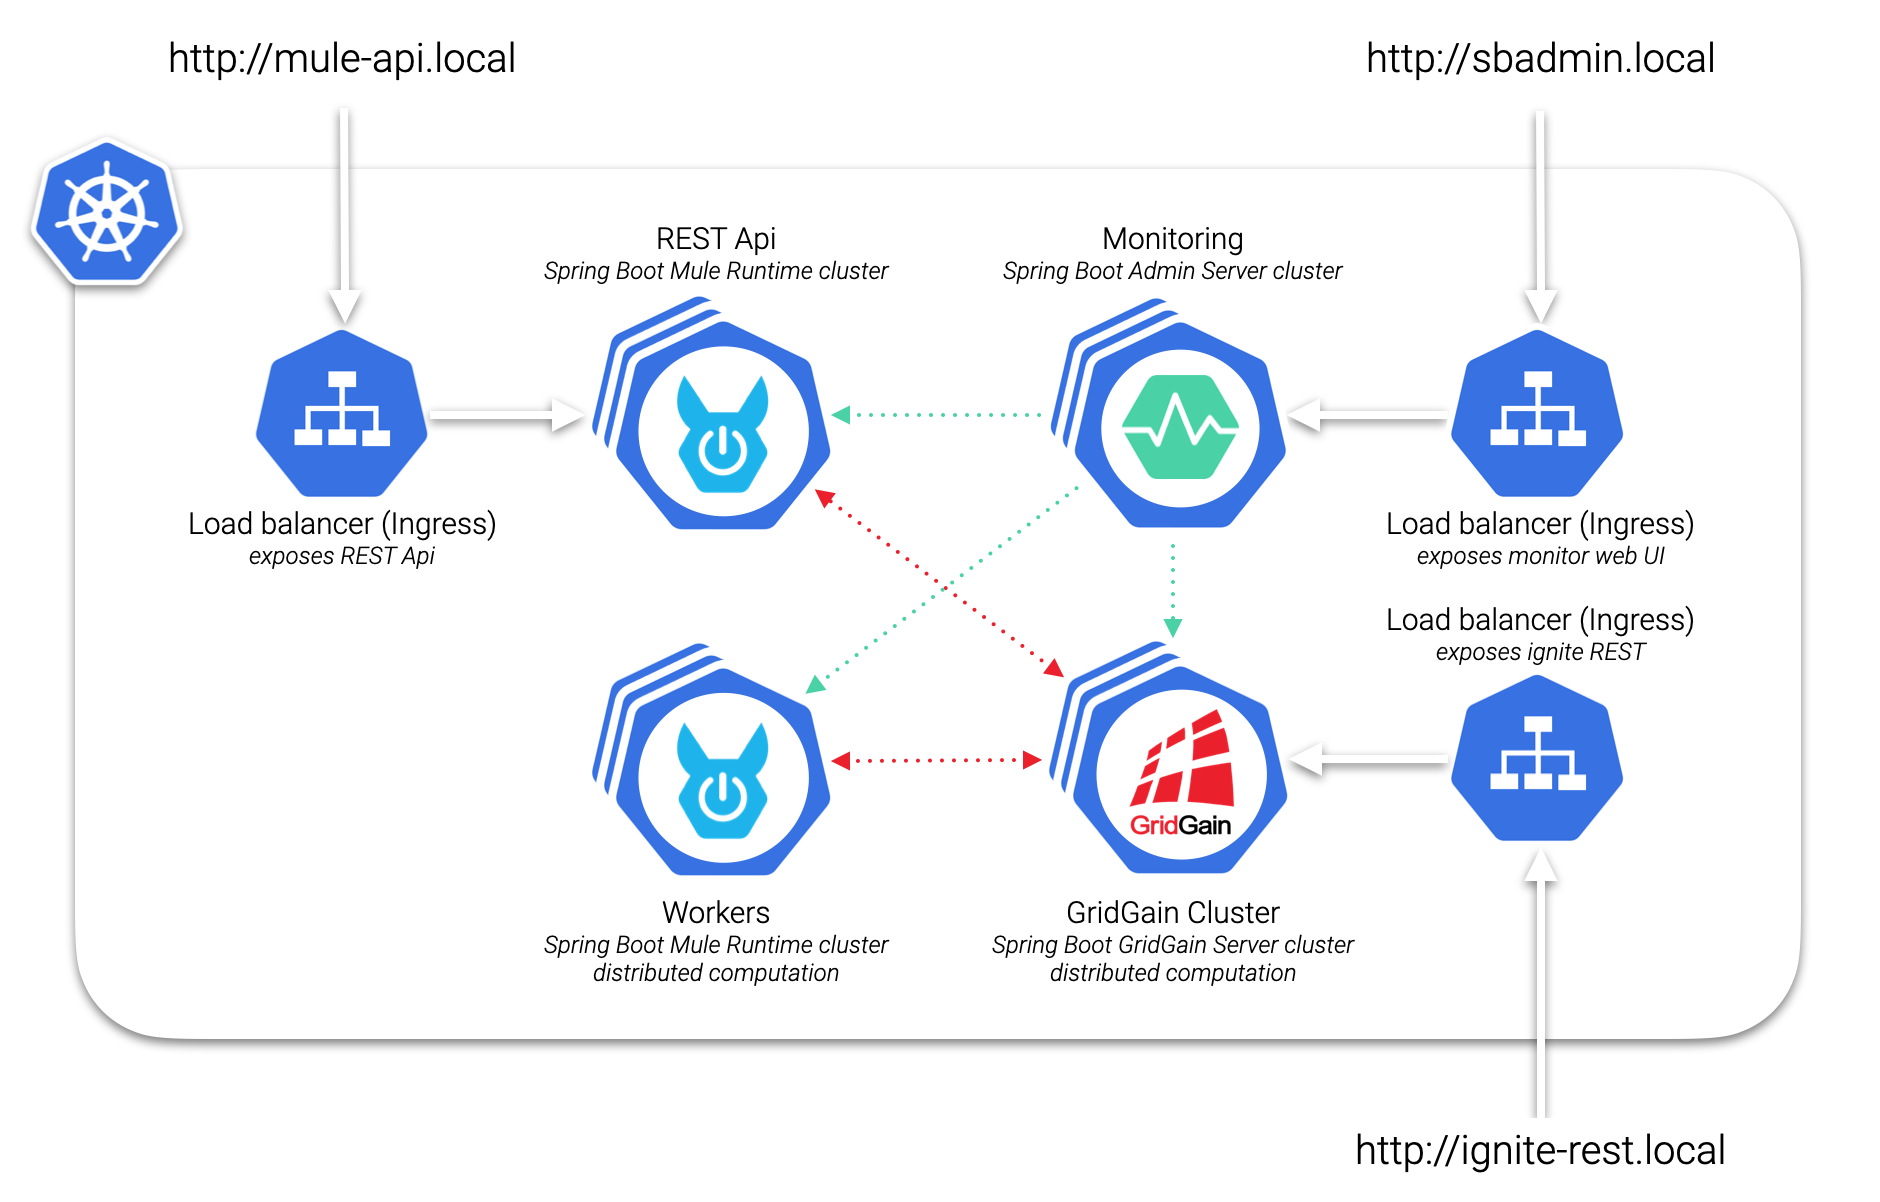 http://mule-api.local
http://sbadmin.local
REST Api
Spring Boot Mule Runtime cluster
Monitoring
Spring Boot Admin Server cluster
Load balancer (Ingress)
exposes REST Api
Load balancer (Ingress)
exposes monitor web UI
Load balancer (Ingress)
exposes ignite REST
GridGain
Workers
Spring Boot Mule Runtime cluster
distributed computation
GridGain Cluster
Spring Boot GridGain Server cluster
distributed computation
http://ignite-rest.local